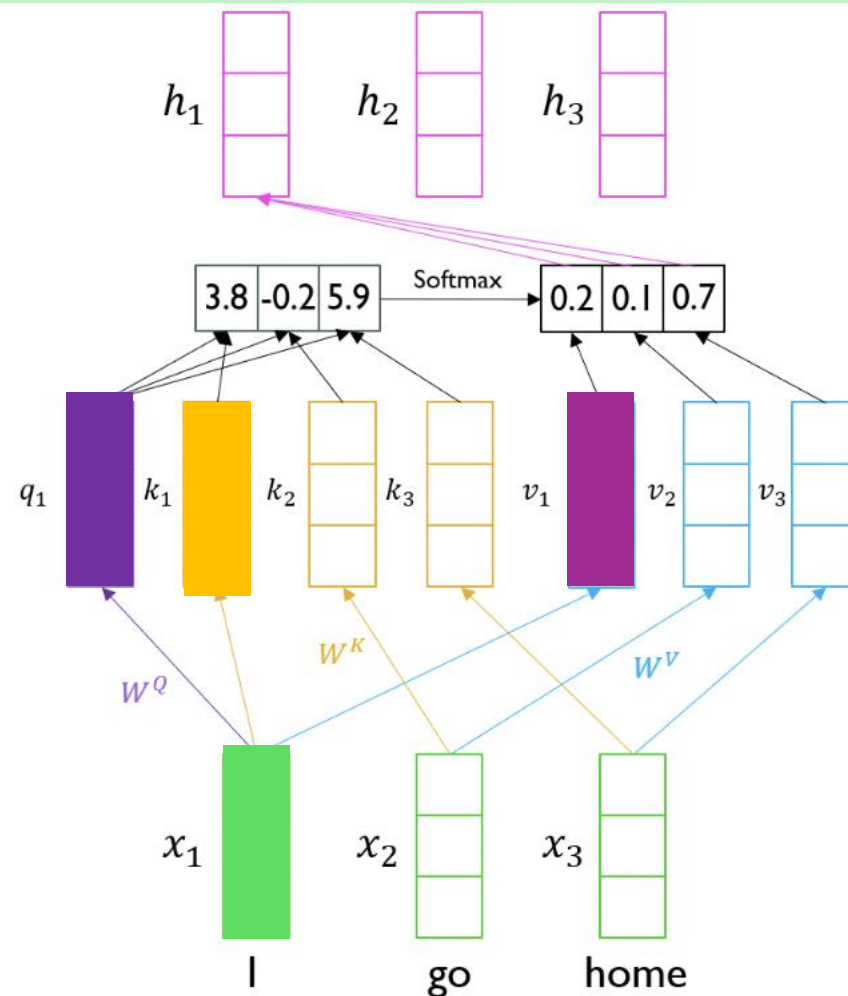 h₁ h₂ h₃
Softmax
3.8 -0.2 5.9 0.2 0.1 0.7
q₁ k₁ k₂ k₃ v₁ v₂ v₃
W^Q W^K W^V
x₁ x₂ x₃
I go home